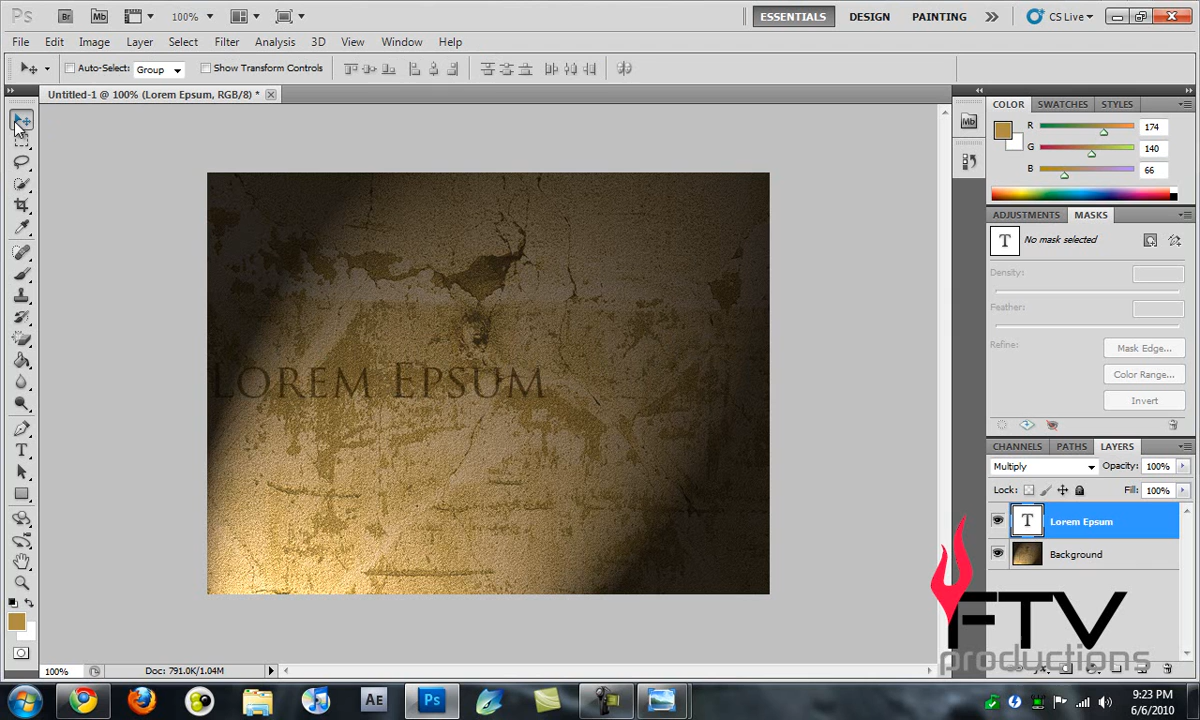 Ps Br Mb 100% ESSENTIALS DESIGN PAINTING CS Live
File Edit Image Layer Select Filter Analysis 3D View Window Help
Auto-Select: Group Show Transform Controls
Untitled-1 @ 100% (Lorem Epsum, RGB/8) *
COLOR SWATCHES STYLES
Mb
R 174
G 140
B 66
ADJUSTMENTS MASKS
T No mask selected
Density:
Feather:
Refine: Mask Edge...
Color Range...
Invert
Lorem Epsum
CHANNELS PATHS LAYERS
Multiply Opacity: 100%
Lock: Fill: 100%
T Lorem Epsum
Background
FTV
productions
100% Doc: 791.0K/1.04M
AE Ps
9:23 PM
6/6/2010